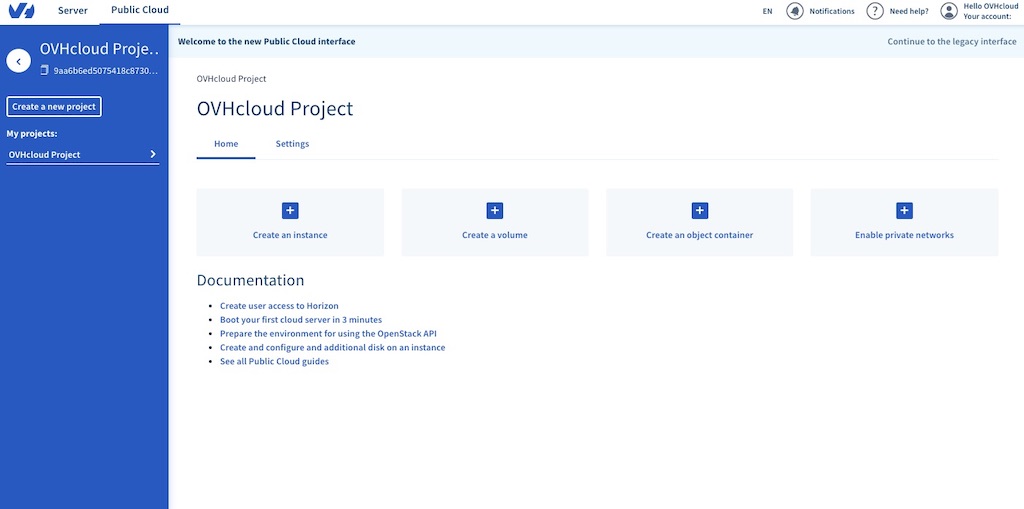 Server
Public Cloud
EN
Notifications
Need help?
Hello OVHcloud
Your account:
OVHcloud Proje..
9aa6b6ed5075418c8730...
Create a new project
My projects:
OVHcloud Project
Welcome to the new Public Cloud interface
Continue to the legacy interface
OVHcloud Project
OVHcloud Project
Home
Settings
Create an instance
Create a volume
Create an object container
Enable private networks
Documentation
Create user access to Horizon
Boot your first cloud server in 3 minutes
Prepare the environment for using the OpenStack API
Create and configure and additional disk on an instance
See all Public Cloud guides